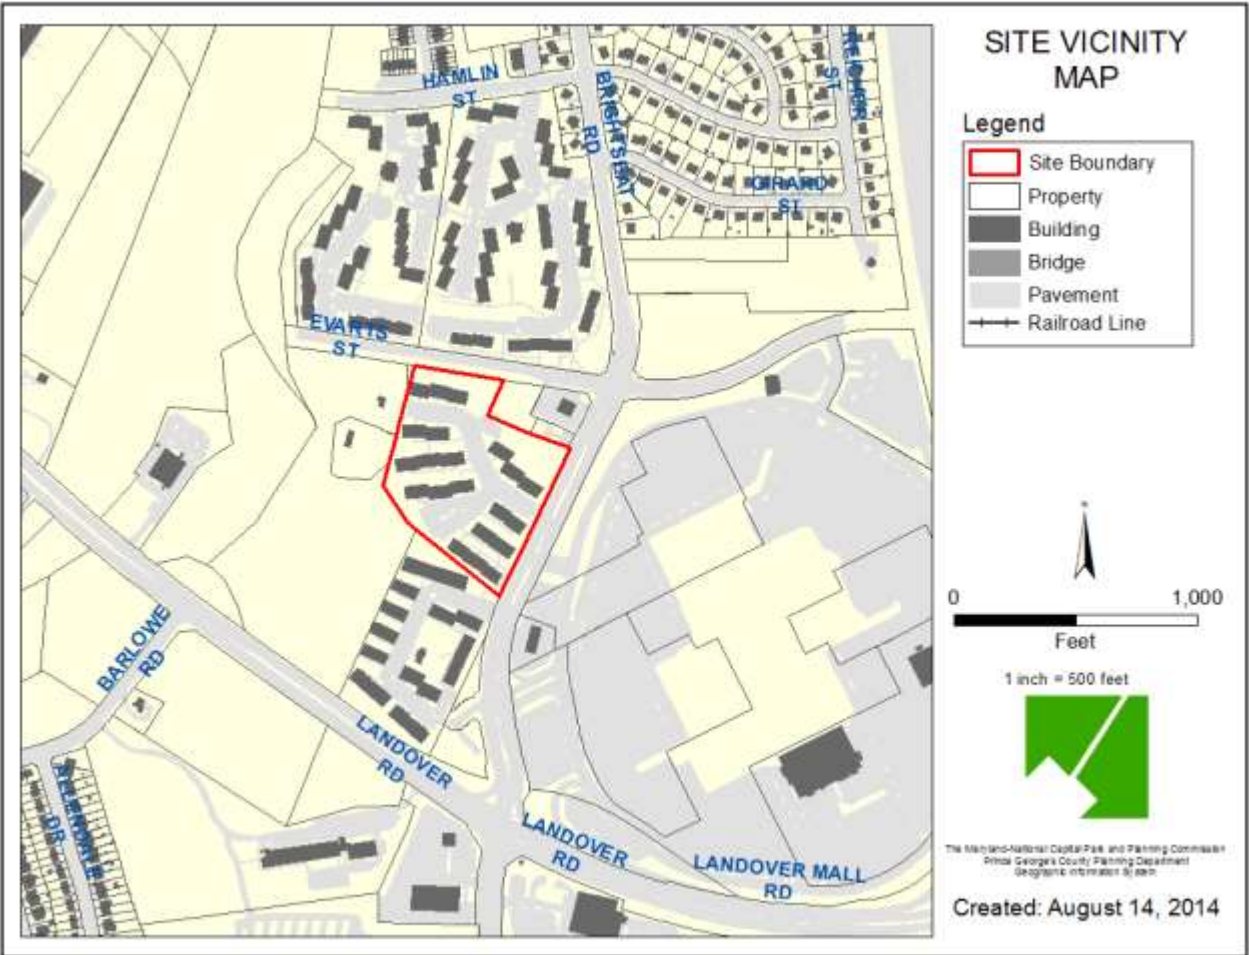 SITE VICINITY
MAP
Legend
Site Boundary
Property
Building
Bridge
Pavement
Railroad Line
HAMLIN
ST
BRIGHTSEAT
RD
REICHER
ST
GIRARD
ST
EVARTS
ST
BARLOWE
RD
LANDOVER
RD
ALLENDALE
DR
LANDOVER
RD
LANDOVER MALL
RD
N
0 1,000
Feet
1 inch = 500 feet
The Maryland-National Capital Park and Planning Commission
Prince George's County Planning Department
Geographic Information System
Created: August 14, 2014